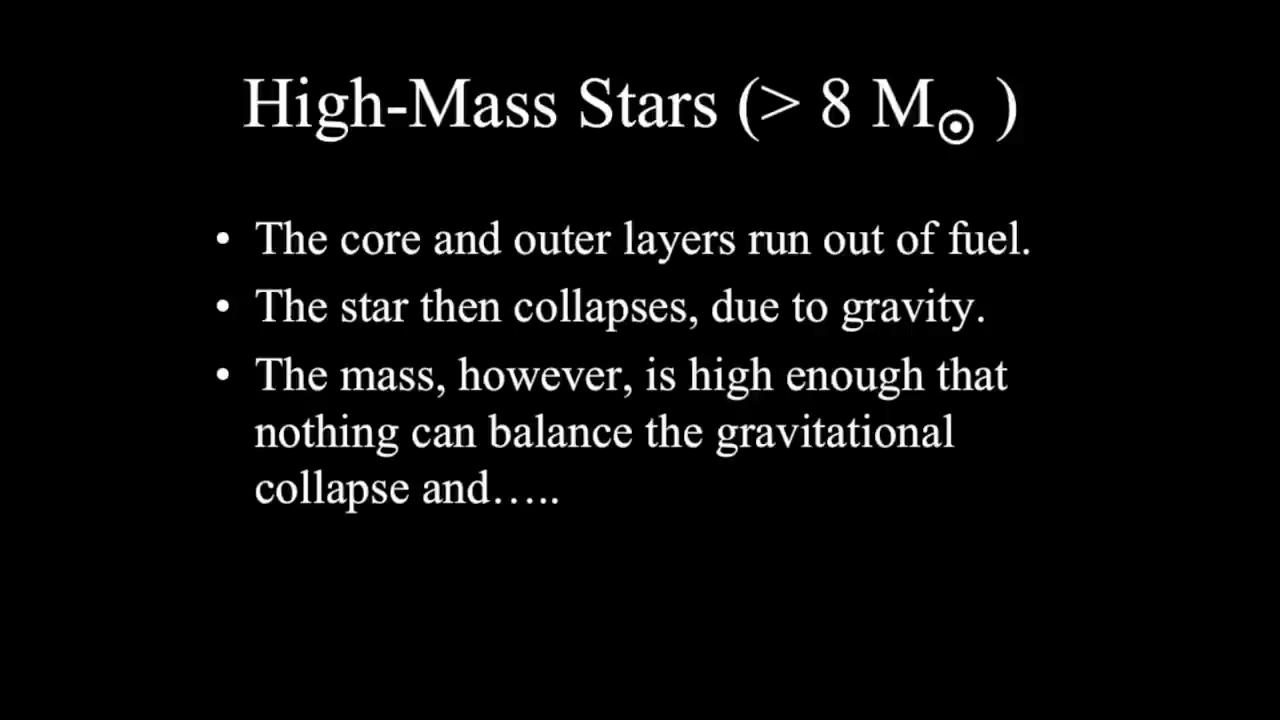 High-Mass Stars (> 8 M☉ )
• The core and outer layers run out of fuel.
• The star then collapses, due to gravity.
• The mass, however, is high enough that
nothing can balance the gravitational
collapse and…..